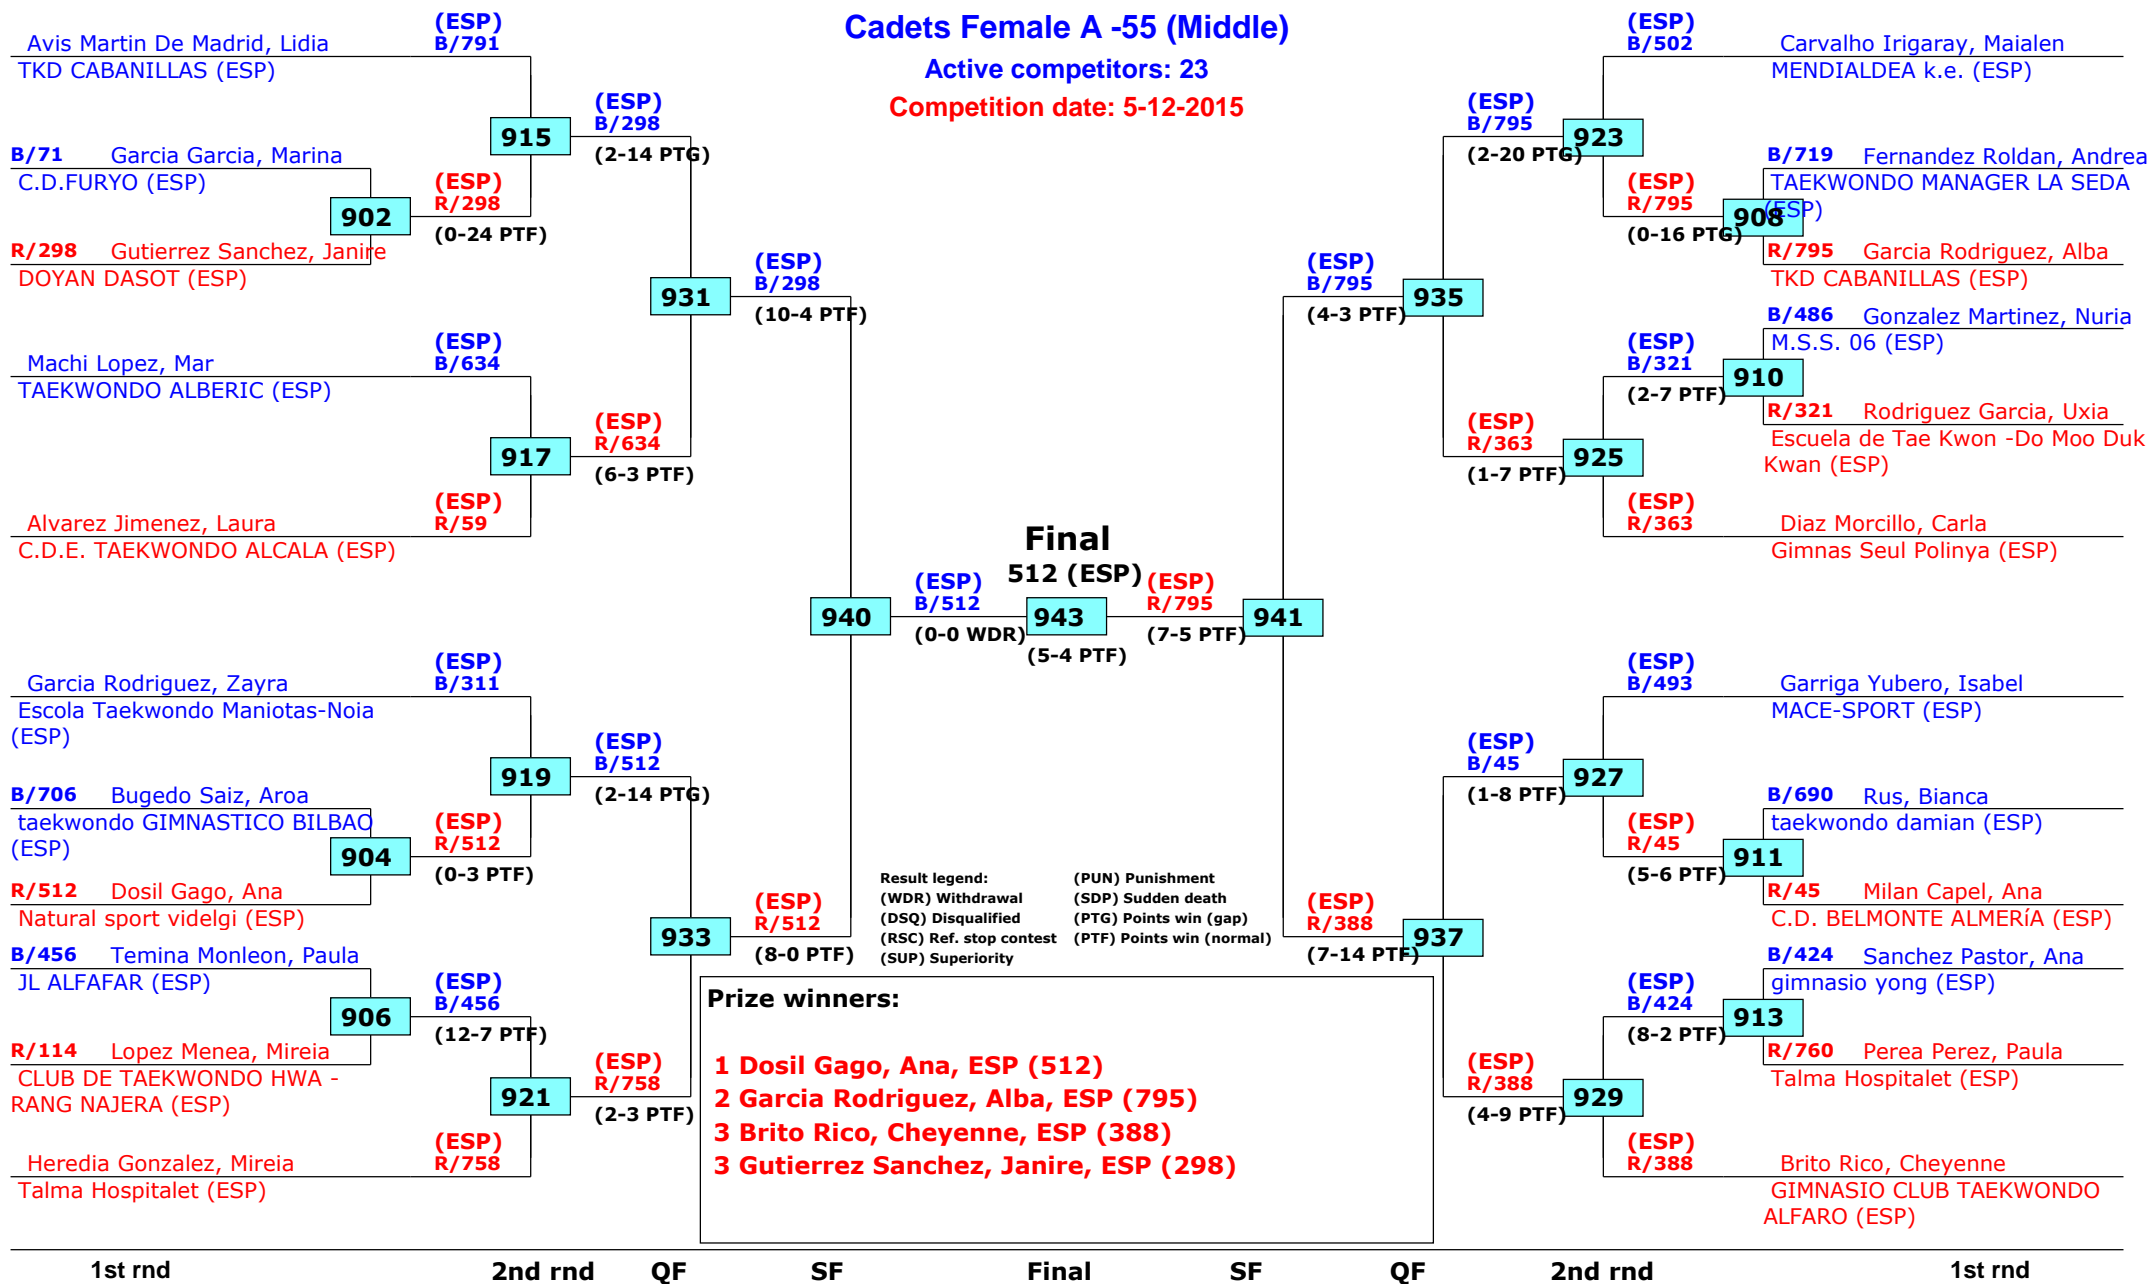 Cadets Female A -55 (Middle)
Active competitors: 23
Competition date: 5-12-2015
(ESP)
B/791
Avis Martin De Madrid, Lidia
TKD CABANILLAS (ESP)
915
(ESP)
B/298
(2-14 PTG)
B/71 Garcia Garcia, Marina
C.D.FURYO (ESP)
902
(ESP)
R/298
(0-24 PTF)
R/298 Gutierrez Sanchez, Janire
DOYAN DASOT (ESP)
931
(ESP)
B/298
(10-4 PTF)
(ESP)
B/634
Machi Lopez, Mar
TAEKWONDO ALBERIC (ESP)
917
(ESP)
R/634
(6-3 PTF)
(ESP)
R/59
Alvarez Jimenez, Laura
C.D.E. TAEKWONDO ALCALA (ESP)
940
(ESP)
B/512
(0-0 WDR)
(ESP)
B/311
Garcia Rodriguez, Zayra
Escola Taekwondo Maniotas-Noia
(ESP)
919
(ESP)
B/512
(2-14 PTG)
B/706 Bugedo Saiz, Aroa
taekwondo GIMNASTICO BILBAO
(ESP)
904
(ESP)
R/512
(0-3 PTF)
R/512 Dosil Gago, Ana
Natural sport videlgi (ESP)
933
(ESP)
R/512
(8-0 PTF)
B/456 Temina Monleon, Paula
JL ALFAFAR (ESP)
906
(ESP)
B/456
(12-7 PTF)
R/114 Lopez Menea, Mireia
CLUB DE TAEKWONDO HWA -
RANG NAJERA (ESP)
921
(ESP)
R/758
(2-3 PTF)
(ESP)
R/758
Heredia Gonzalez, Mireia
Talma Hospitalet (ESP)
Final
512 (ESP)
943
(5-4 PTF)
(ESP)
R/795
(7-5 PTF)
941
(ESP)
B/502
Carvalho Irigaray, Maialen
MENDIALDEA k.e. (ESP)
923
(ESP)
B/795
(2-20 PTG)
B/719 Fernandez Roldan, Andrea
TAEKWONDO MANAGER LA SEDA
(ESP)
908
(ESP)
R/795
(0-16 PTG)
R/795 Garcia Rodriguez, Alba
TKD CABANILLAS (ESP)
935
(ESP)
B/795
(4-3 PTF)
B/486 Gonzalez Martinez, Nuria
M.S.S. 06 (ESP)
910
(ESP)
B/321
(2-7 PTF)
R/321 Rodriguez Garcia, Uxia
Escuela de Tae Kwon -Do Moo Duk
Kwan (ESP)
925
(ESP)
R/363
(1-7 PTF)
(ESP)
R/363
Diaz Morcillo, Carla
Gimnas Seul Polinya (ESP)
(ESP)
B/493
Garriga Yubero, Isabel
MACE-SPORT (ESP)
927
(ESP)
B/45
(1-8 PTF)
B/690 Rus, Bianca
taekwondo damian (ESP)
911
(ESP)
R/45
(5-6 PTF)
R/45 Milan Capel, Ana
C.D. BELMONTE ALMERíA (ESP)
937
(ESP)
R/388
(7-14 PTF)
B/424 Sanchez Pastor, Ana
gimnasio yong (ESP)
913
(ESP)
B/424
(8-2 PTF)
R/760 Perea Perez, Paula
Talma Hospitalet (ESP)
929
(ESP)
R/388
(4-9 PTF)
(ESP)
R/388
Brito Rico, Cheyenne
GIMNASIO CLUB TAEKWONDO
ALFARO (ESP)
Result legend: (PUN) Punishment
(WDR) Withdrawal (SDP) Sudden death
(DSQ) Disqualified (PTG) Points win (gap)
(RSC) Ref. stop contest (PTF) Points win (normal)
(SUP) Superiority
Prize winners:
1 Dosil Gago, Ana, ESP (512)
2 Garcia Rodriguez, Alba, ESP (795)
3 Brito Rico, Cheyenne, ESP (388)
3 Gutierrez Sanchez, Janire, ESP (298)
1st rnd 2nd rnd QF SF Final SF QF 2nd rnd 1st rnd